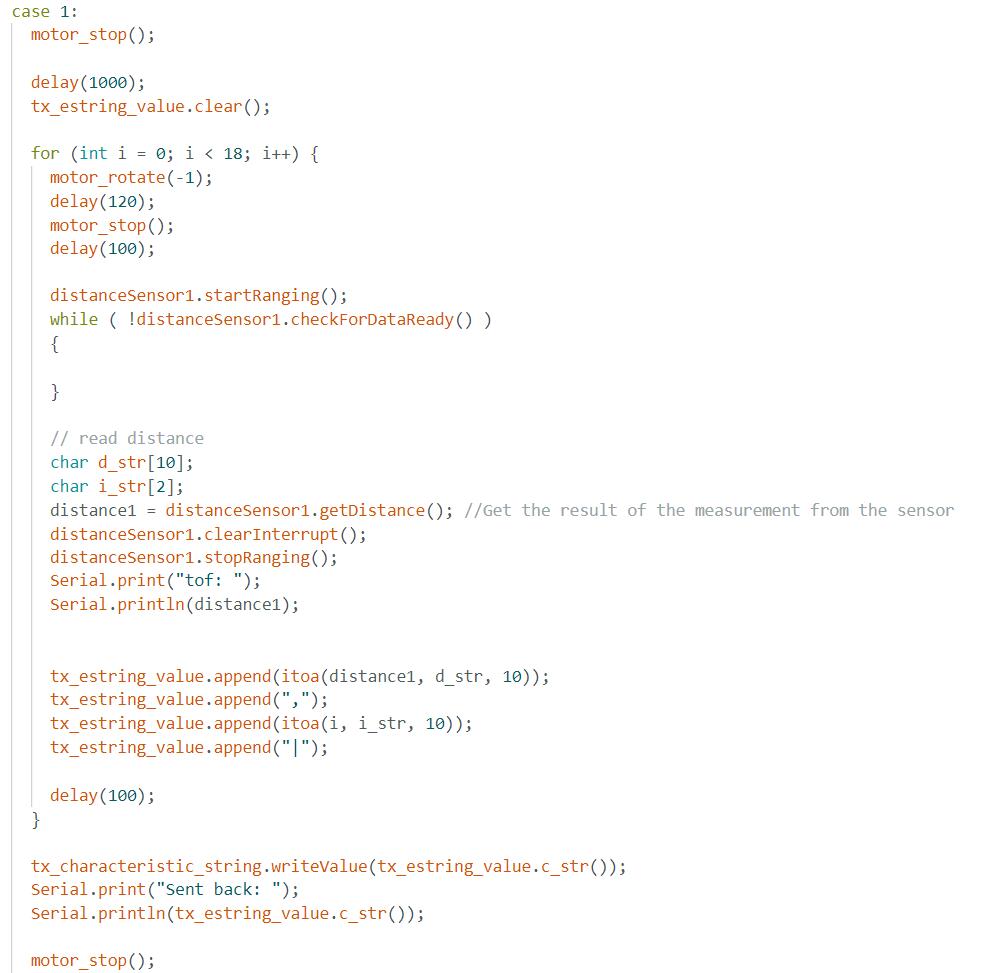 case 1:
  motor_stop();

  delay(1000);
  tx_estring_value.clear();

  for (int i = 0; i < 18; i++) {
    motor_rotate(-1);
    delay(120);
    motor_stop();
    delay(100);

    distanceSensor1.startRanging();
    while ( !distanceSensor1.checkForDataReady() )
    {

    }

    // read distance
    char d_str[10];
    char i_str[2];
    distance1 = distanceSensor1.getDistance(); //Get the result of the measurement from the sensor
    distanceSensor1.clearInterrupt();
    distanceSensor1.stopRanging();
    Serial.print("tof: ");
    Serial.println(distance1);


    tx_estring_value.append(itoa(distance1, d_str, 10));
    tx_estring_value.append(",");
    tx_estring_value.append(itoa(i, i_str, 10));
    tx_estring_value.append("|");

    delay(100);
  }

  tx_characteristic_string.writeValue(tx_estring_value.c_str());
  Serial.print("Sent back: ");
  Serial.println(tx_estring_value.c_str());

  motor_stop();